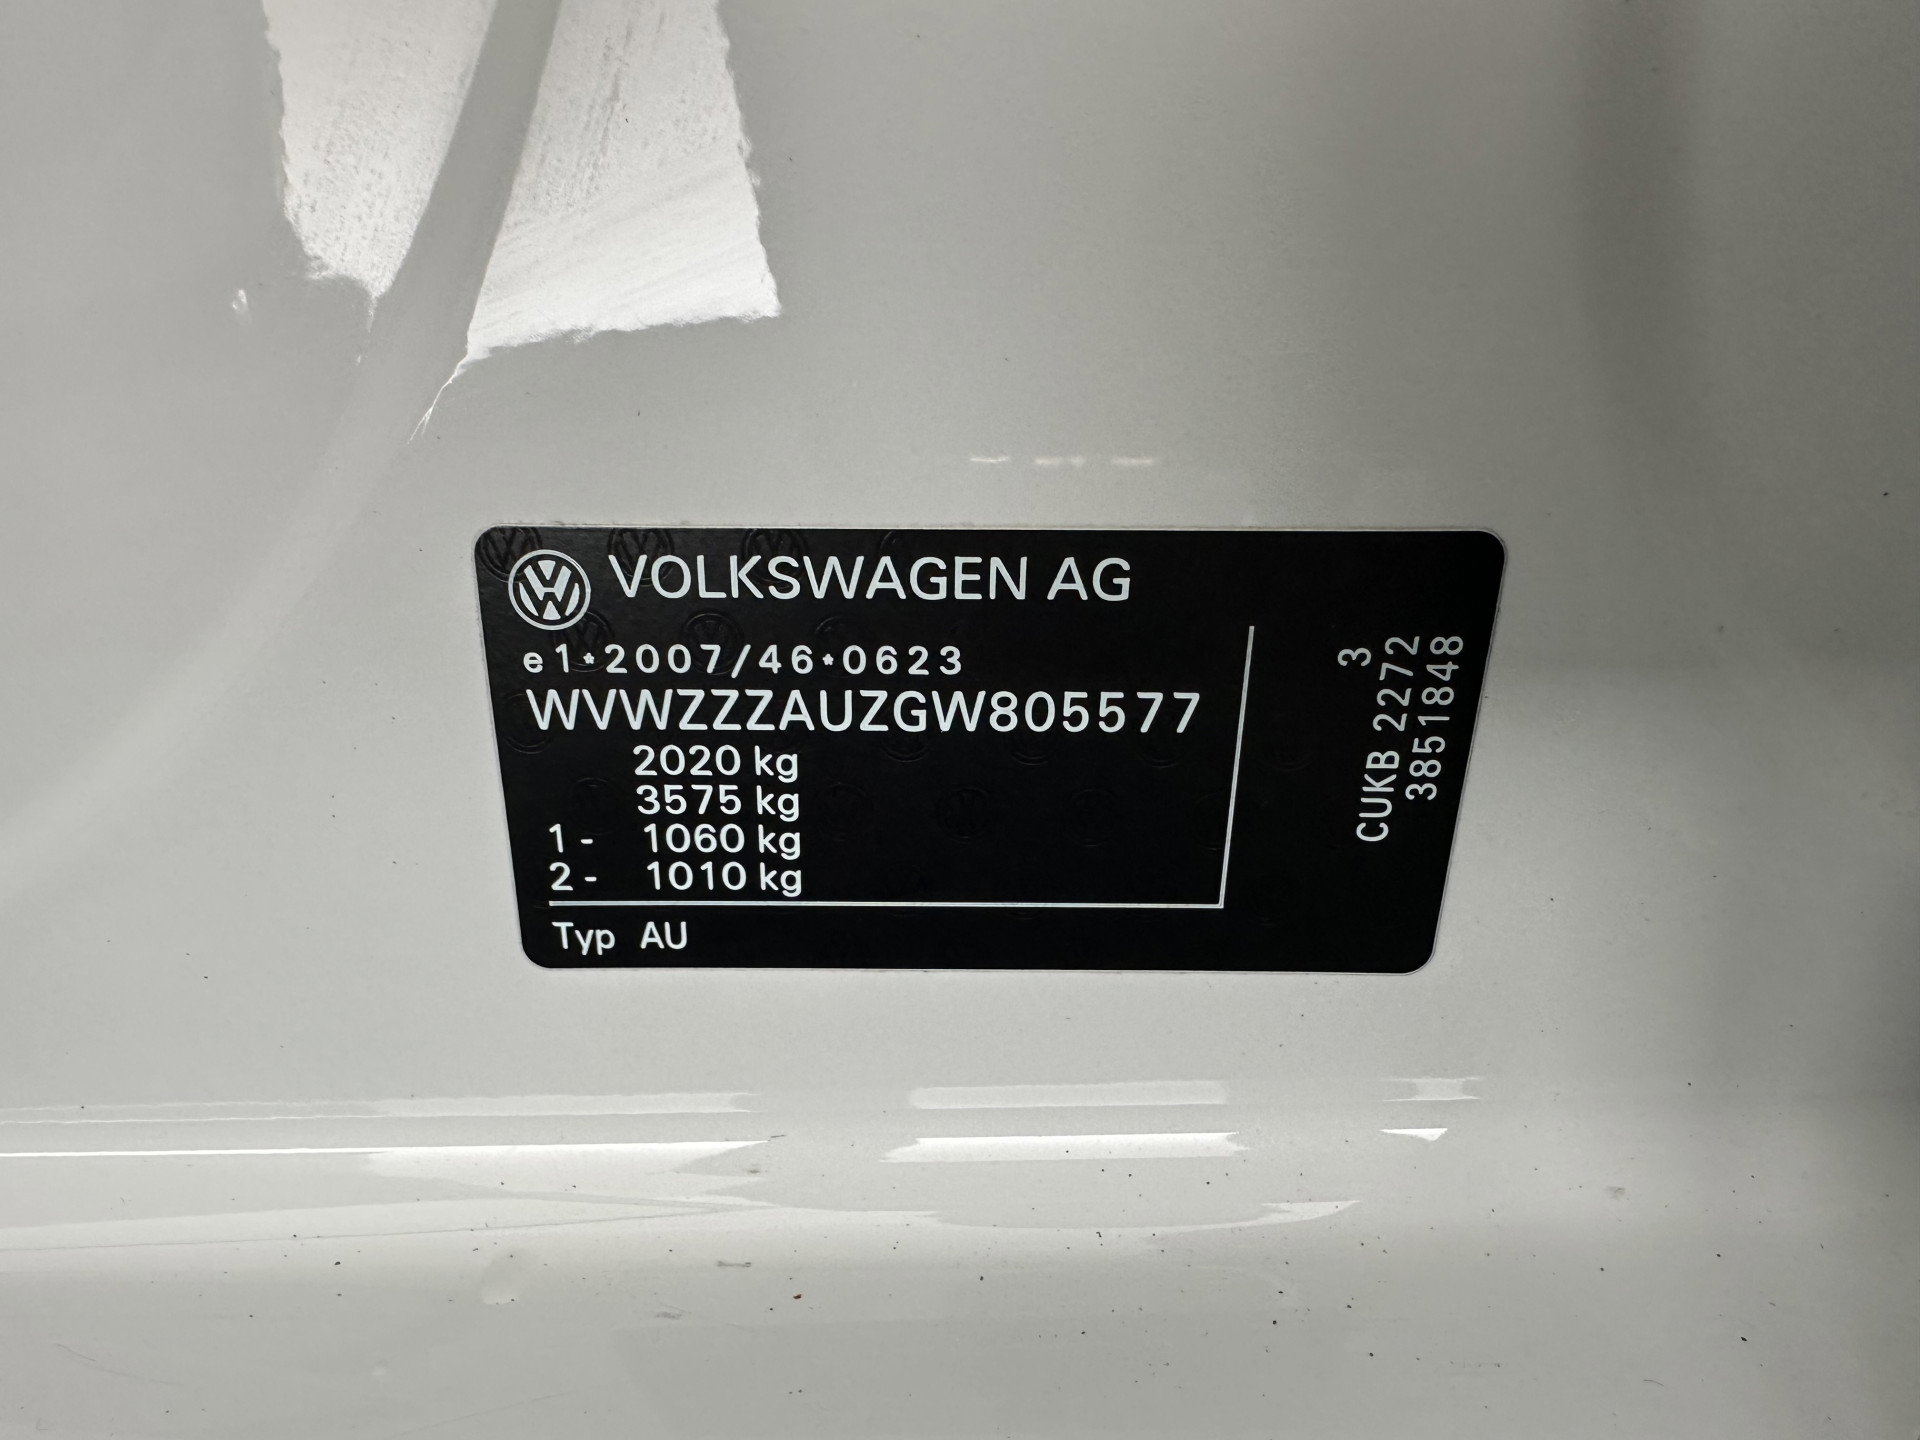 VOLKSWAGEN AG
e1*2007/46*0623
WVWZZZAUZGW805577
2020 kg
3575 kg
1- 1060 kg
2- 1010 kg
Typ AU
3
CUKB 2272
3851848